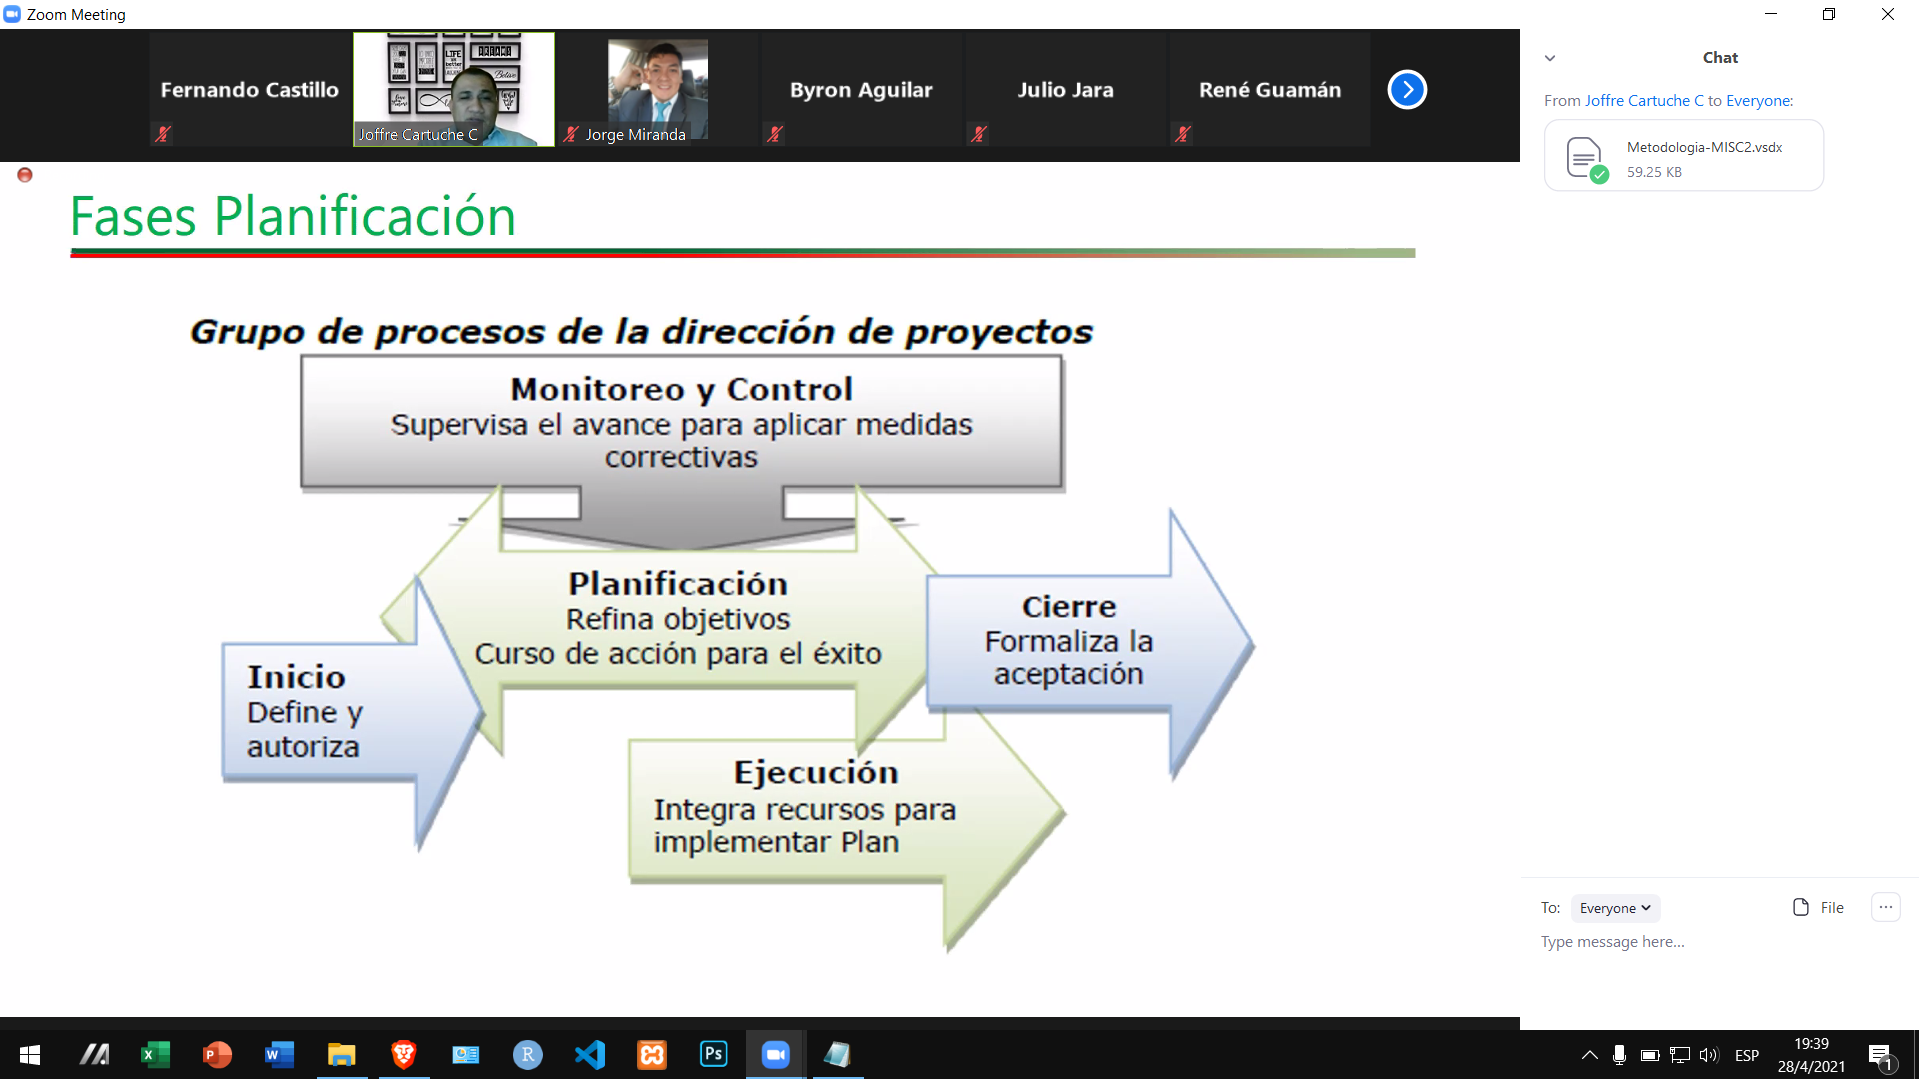 Zoom Meeting
Fernando Castillo
Joffre Cartuche C
Jorge Miranda
Byron Aguilar
Julio Jara
René Guamán
Fases Planificación
Grupo de procesos de la dirección de proyectos
Monitoreo y Control
Supervisa el avance para aplicar medidas
correctivas
Planificación
Refina objetivos
Curso de acción para el éxito
Inicio
Define y
autoriza
Cierre
Formaliza la
aceptación
Ejecución
Integra recursos para
implementar Plan
Chat
From Joffre Cartuche C to Everyone:
Metodologia-MISC2.vsdx
59.25 KB
To: Everyone
File
Type message here...
ESP
19:39
28/4/2021
1